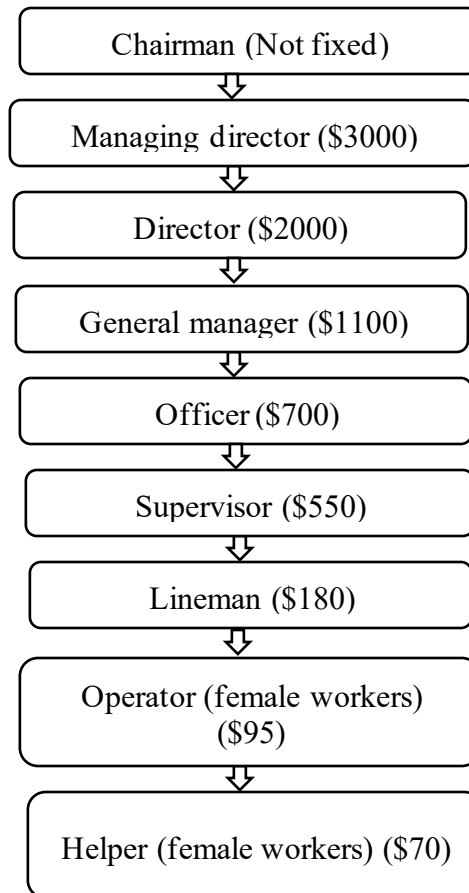 Chairman (Not fixed)
Managing director ($3000)
Director ($2000)
General manager ($1100)
Officer ($700)
Supervisor ($550)
Lineman ($180)
Operator (female workers)
($95)
Helper (female workers) ($70)